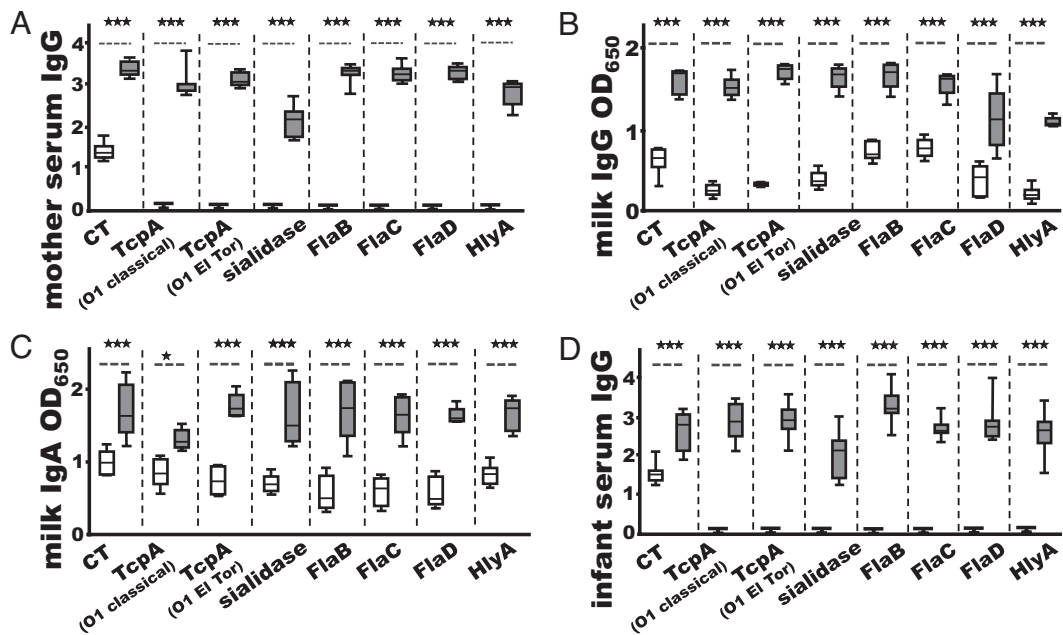 A
mother serum IgG
4
3
2
1
0
★★★ ★★★ ★★★ ★★★ ★★★ ★★★ ★★★ ★★★
CT TcpA TcpA sialidase FlaB FlaC FlaD HlyA
(O1 classical) (O1 El Tor)
B
milk IgG OD650
2
1
0
★★★ ★★★ ★★★ ★★★ ★★★ ★★★ ★★★ ★★★
CT TcpA TcpA sialidase FlaB FlaC FlaD HlyA
(O1 classical) (O1 El Tor)
C
milk IgA OD650
2
1
0
★★★ ★ ★★★ ★★★ ★★★ ★★★ ★★★ ★★★
CT TcpA TcpA sialidase FlaB FlaC FlaD HlyA
(O1 classical) (O1 El Tor)
D
infant serum IgG
4
3
2
1
0
★★★ ★★★ ★★★ ★★★ ★★★ ★★★ ★★★ ★★★
CT TcpA TcpA sialidase FlaB FlaC FlaD HlyA
(O1 classical) (O1 El Tor)